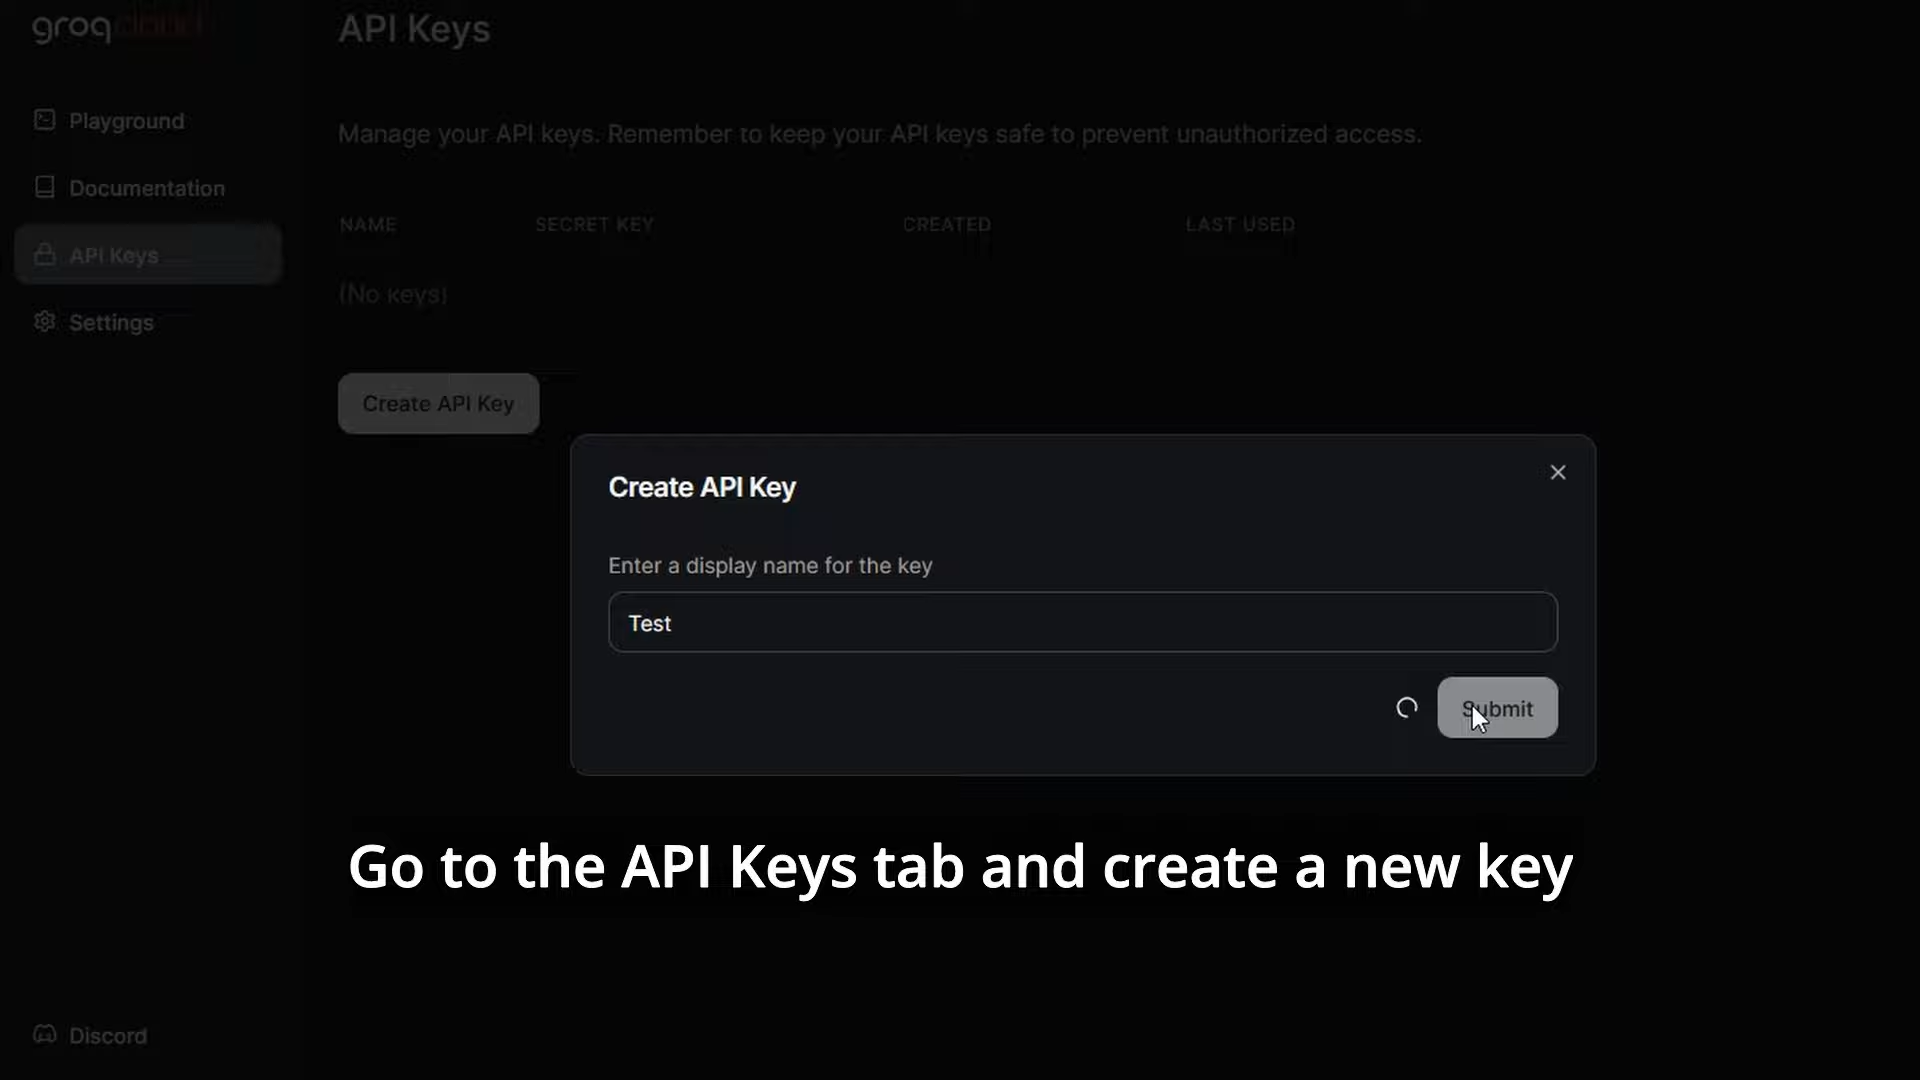 groqcloud
API Keys
Playground
Manage your API keys. Remember to keep your API keys safe to prevent unauthorized access.
Documentation
NAME SECRET KEY CREATED LAST USED
API Keys
(No keys)
Settings
Create API Key
Create API Key
Enter a display name for the key
Test
Submit
Go to the API Keys tab and create a new key
Discord